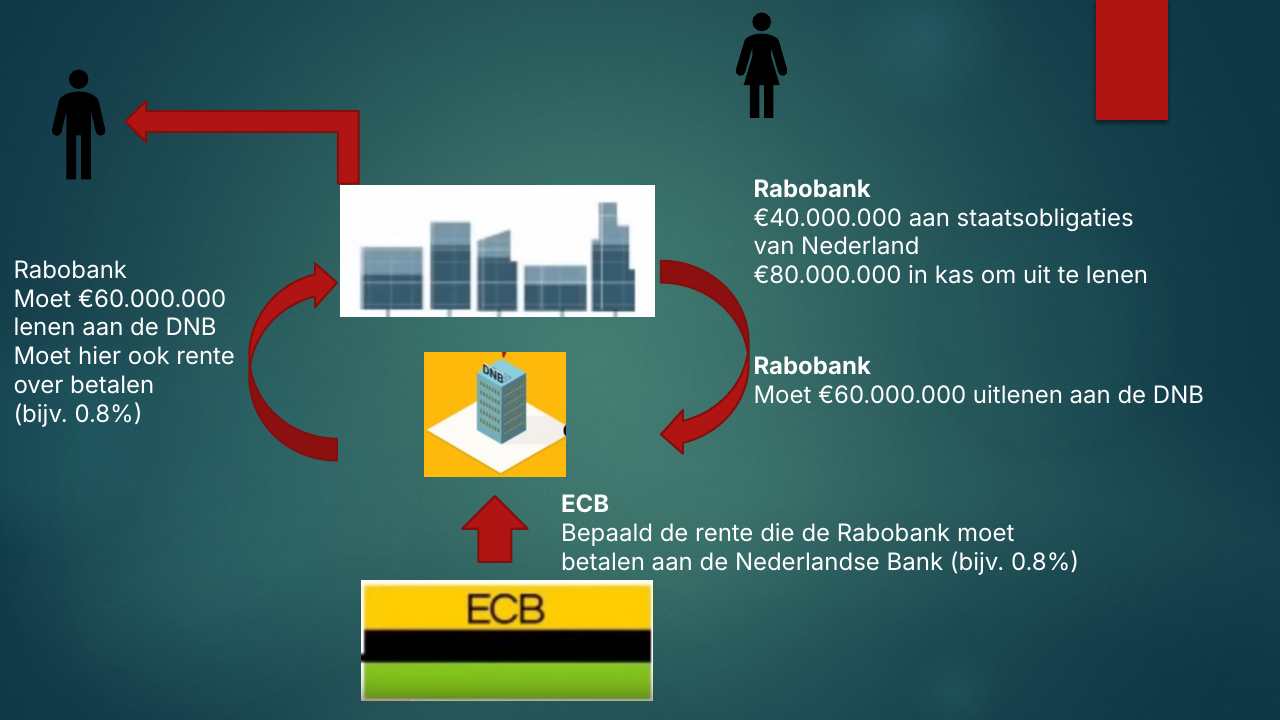 Rabobank
€40.000.000 aan staatsobligaties
van Nederland
€80.000.000 in kas om uit te lenen
Rabobank
Moet €60.000.000
lenen aan de DNB
Moet hier ook rente
over betalen
(bijv. 0.8%)
Rabobank
Moet €60.000.000 uitlenen aan de DNB
DNB
ECB
Bepaald de rente die de Rabobank moet
betalen aan de Nederlandse Bank (bijv. 0.8%)
ECB